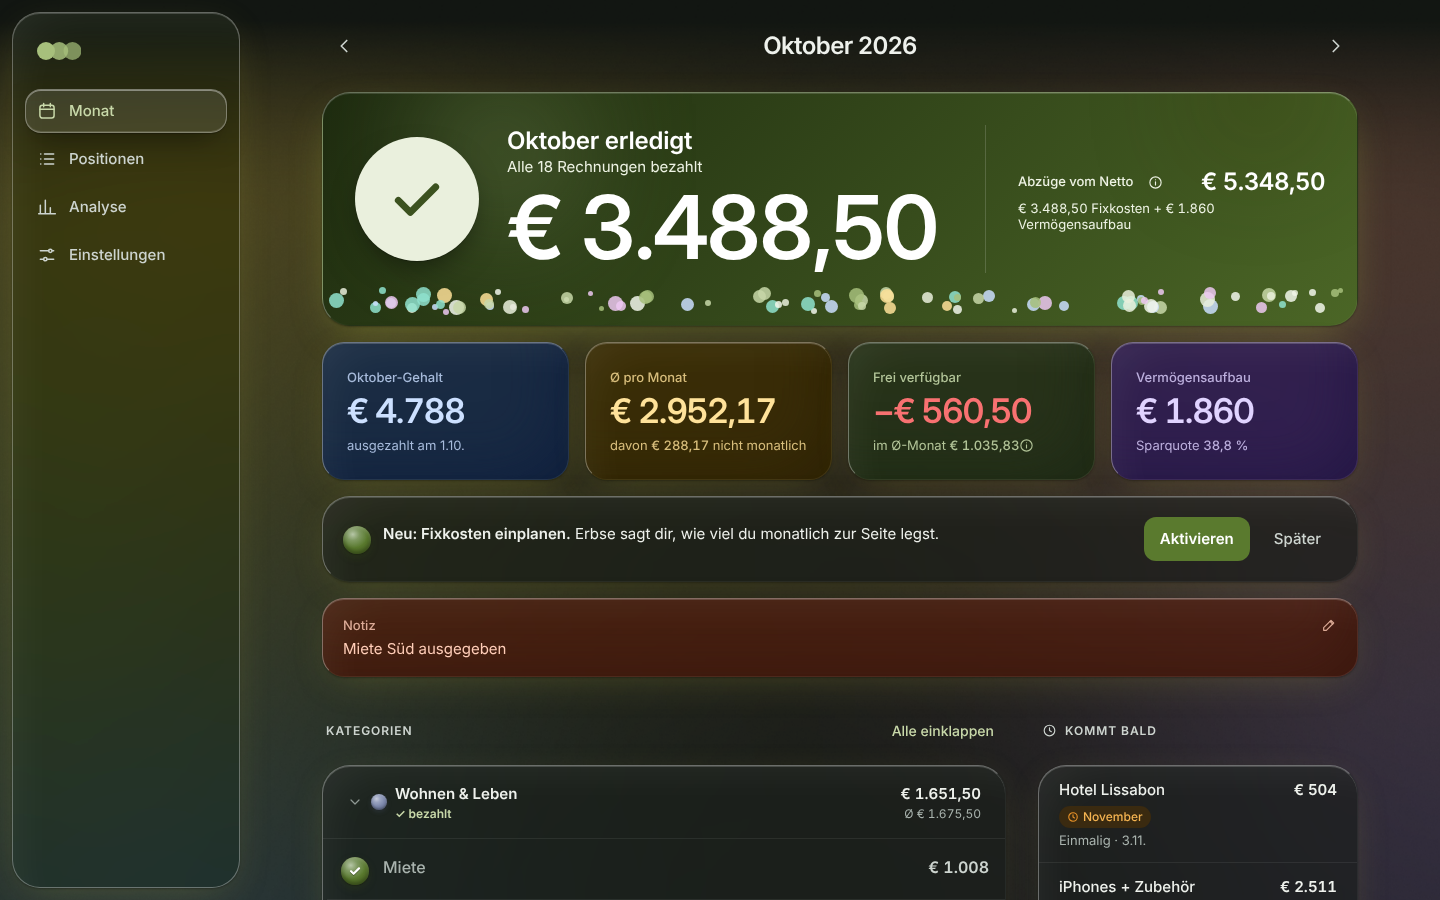 Oktober 2026
Monat
Positionen
Analyse
Einstellungen
Oktober erledigt
Alle 18 Rechnungen bezahlt
€ 3.488,50
Abzüge vom Netto
€ 5.348,50
€ 3.488,50 Fixkosten + € 1.860
Vermögensaufbau
Oktober-Gehalt
€ 4.788
ausgezahlt am 1.10.
Ø pro Monat
€ 2.952,17
davon € 288,17 nicht monatlich
Frei verfügbar
−€ 560,50
im Ø-Monat € 1.035,83
Vermögensaufbau
€ 1.860
Sparquote 38,8 %
Neu: Fixkosten einplanen. Erbse sagt dir, wie viel du monatlich zur Seite legst.
Aktivieren
Später
Notiz
Miete Süd ausgegeben
KATEGORIEN
Alle einklappen
Wohnen & Leben
€ 1.651,50
bezahlt
Ø € 1.675,50
Miete
€ 1.008
KOMMT BALD
Hotel Lissabon
€ 504
November
Einmalig · 3.11.
iPhones + Zubehör
€ 2.511